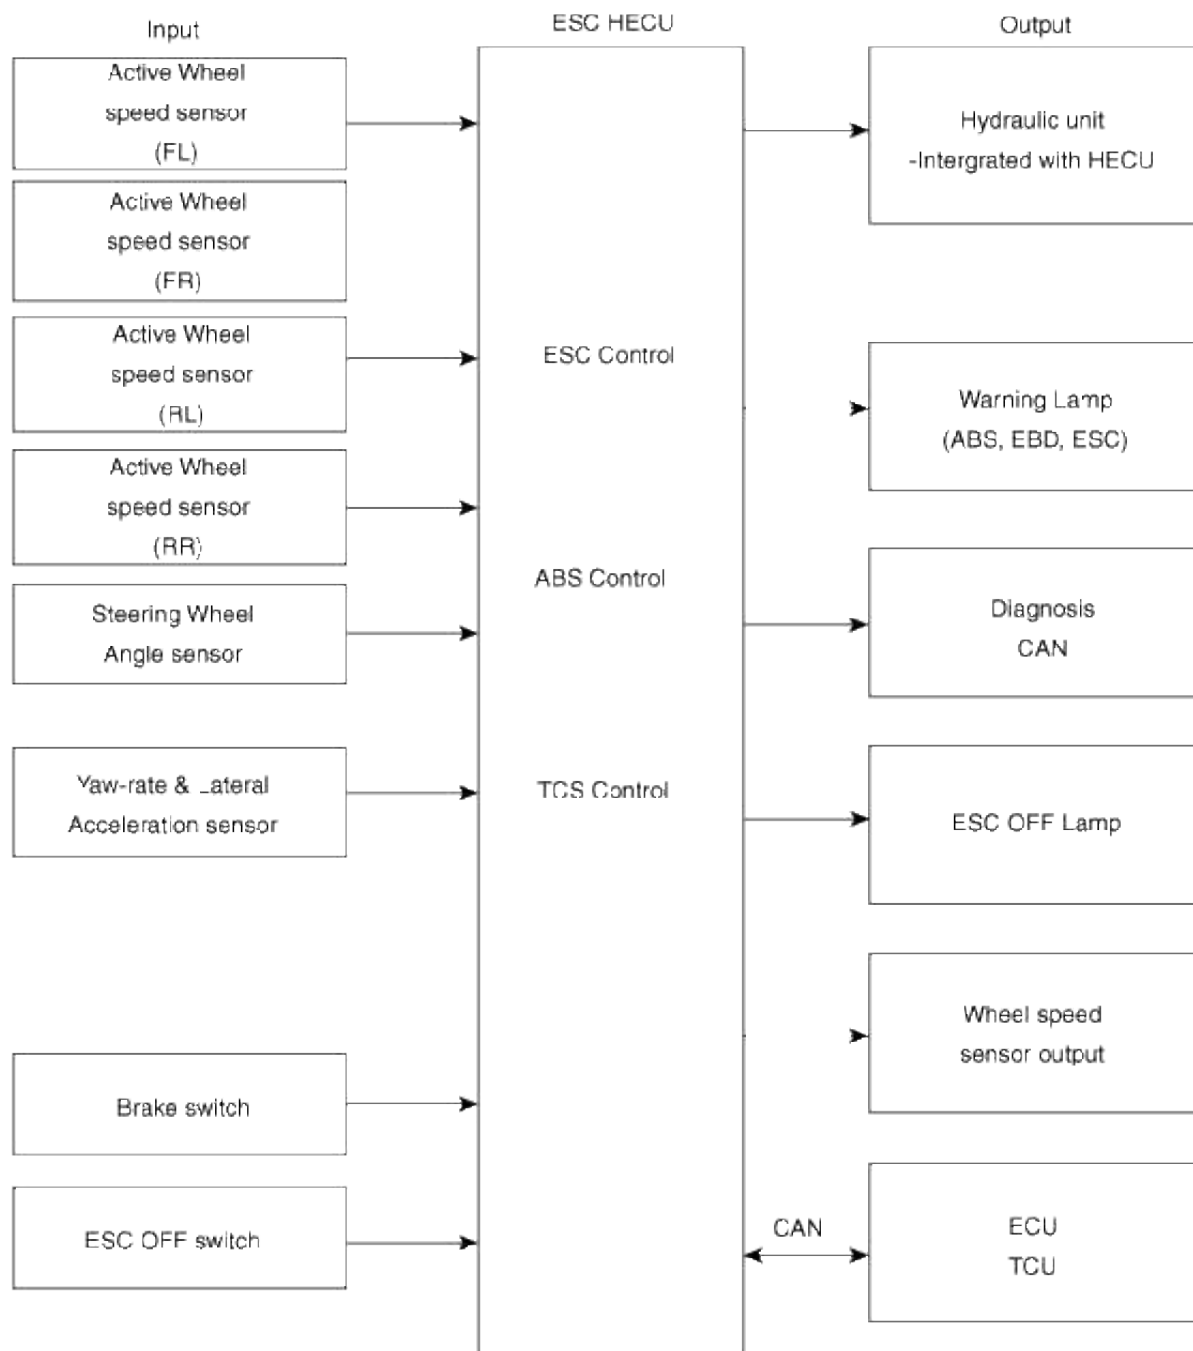 Input
Active Wheel
speed sensor
(FL)
Active Wheel
speed sensor
(FR)
Active Wheel
speed sensor
(RL)
Active Wheel
speed sensor
(RR)
Steering Wheel
Angle sensor
Yaw-rate & Lateral
Acceleration sensor
Brake switch
ESC OFF switch
ESC HECU
ESC Control
ABS Control
TCS Control
Output
Hydraulic unit
-Intergrated with HECU
Warning Lamp
(ABS, EBD, ESC)
Diagnosis
CAN
ESC OFF Lamp
Wheel speed
sensor output
CAN
ECU
TCU